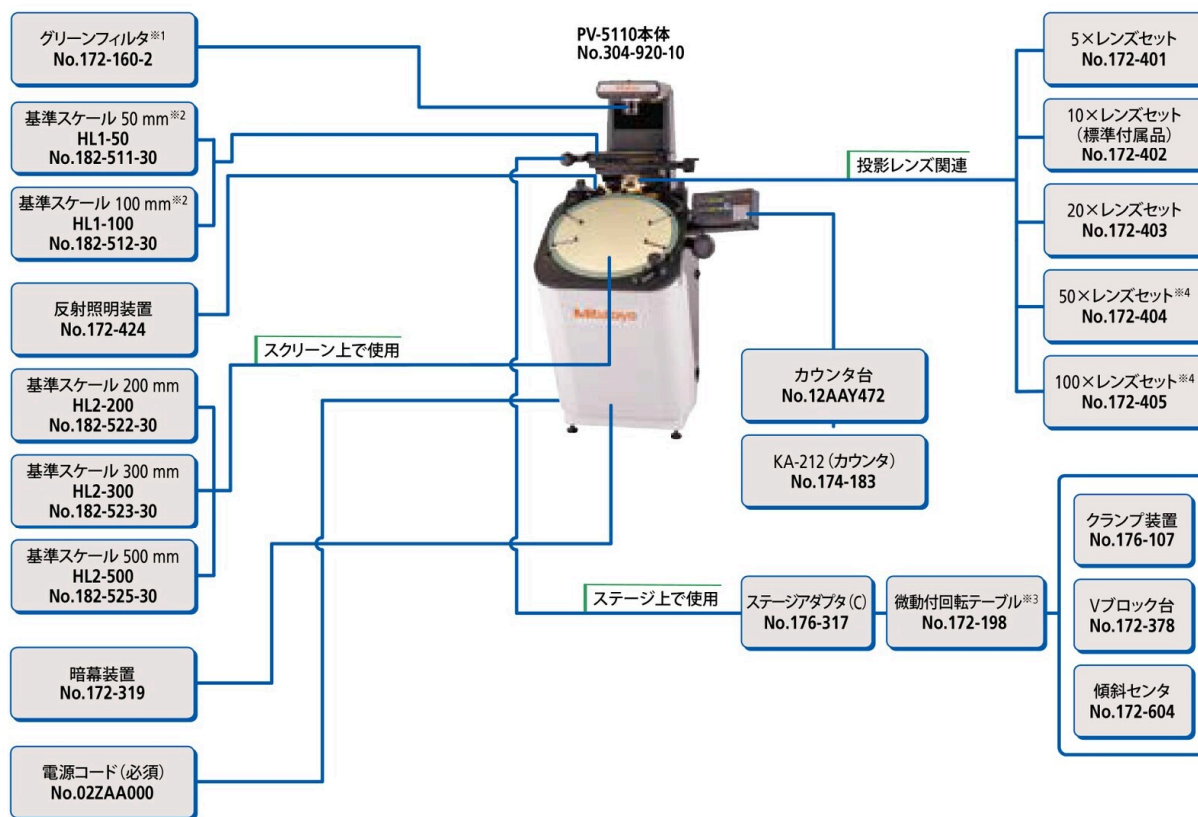 グリーンフィルタ※1
No.172-160-2
基準スケール 50 mm※2
HL1-50
No.182-511-30
基準スケール 100 mm※2
HL1-100
No.182-512-30
反射照明装置
No.172-424
基準スケール 200 mm
HL2-200
No.182-522-30
基準スケール 300 mm
HL2-300
No.182-523-30
基準スケール 500 mm
HL2-500
No.182-525-30
暗幕装置
No.172-319
電源コード(必須)
No.02ZAA000
スクリーン上で使用
PV-5110本体
No.304-920-10
Mitutoyo
投影レンズ関連
カウンタ台
No.12AAY472
KA-212(カウンタ)
No.174-183
ステージ上で使用
ステージアダプタ(C)
No.176-317
微動付回転テーブル※3
No.172-198
5×レンズセット
No.172-401
10×レンズセット
(標準付属品)
No.172-402
20×レンズセット
No.172-403
50×レンズセット※4
No.172-404
100×レンズセット※4
No.172-405
クランプ装置
No.176-107
Vブロック台
No.172-378
傾斜センタ
No.172-604